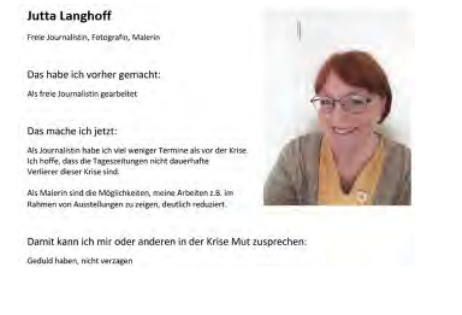 Jutta Langhoff
Freie Journalistin, Fotografin, Malerin
Das habe ich vorher gemacht:
Als freie Journalistin gearbeitet
Das mache ich jetzt:
Als Journalistin habe ich viel weniger Termine als vor der Krise.
Ich hoffe, dass die Tageszeitungen nicht dauerhafte
Verlierer dieser Krise sind.
Als Malerin sind die Möglichkeiten, meine Arbeiten z.B. im
Rahmen von Ausstellungen zu zeigen, deutlich reduziert.
Damit kann ich mir oder anderen in der Krise Mut zusprechen:
Geduld haben, nicht verzagen